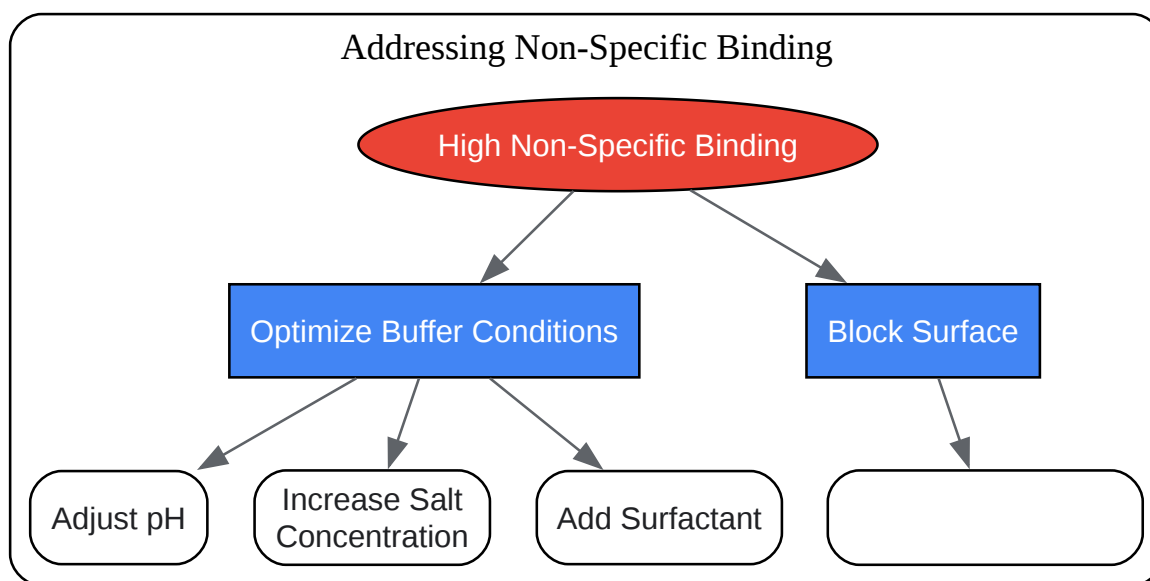 Addressing Non-Specific Binding
High Non-Specific Binding
Optimize Buffer Conditions
Block Surface
Adjust pH
Increase Salt
Concentration
Add Surfactant